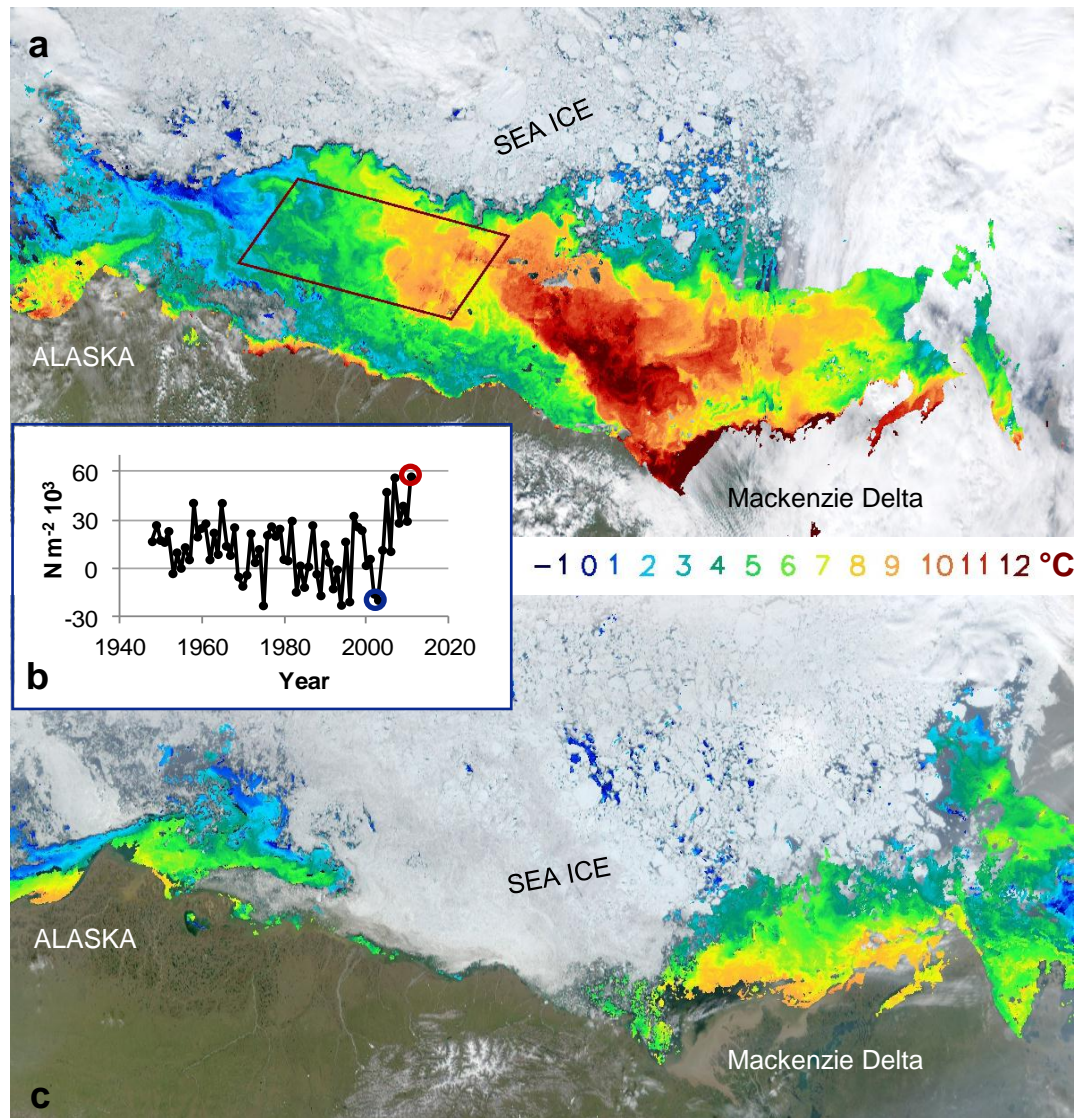 a
SEA ICE
ALASKA
Mackenzie Delta
60
30
0
-30
N m⁻² 10³
1940 1960 1980 2000 2020
Year
b
−1 0 1 2 3 4 5 6 7 8 9 10 11 12 °C
SEA ICE
ALASKA
Mackenzie Delta
c